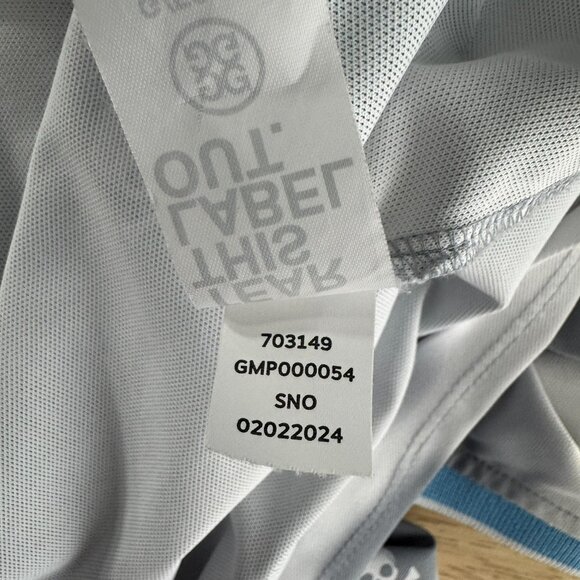 TEAR
THIS
LABEL
OUT.
703149
GMP000054
SNO
02022024